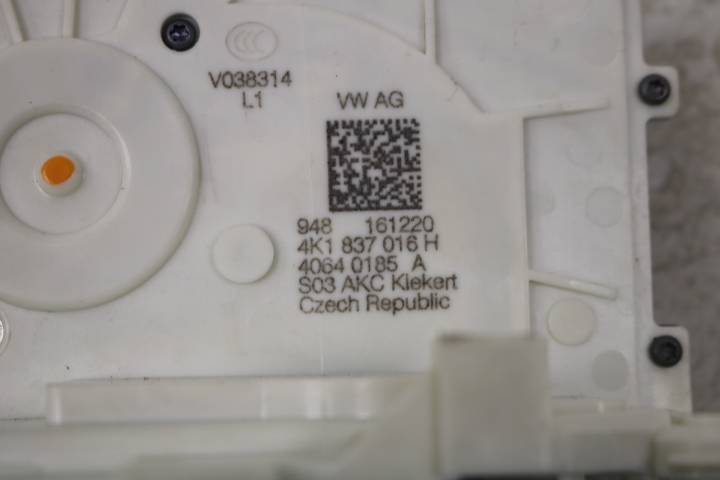 V038314
L1
VW AG
948 161220
4K1 837 016 H
4064 0185 A
S03 AKC Kiekert
Czech Republic